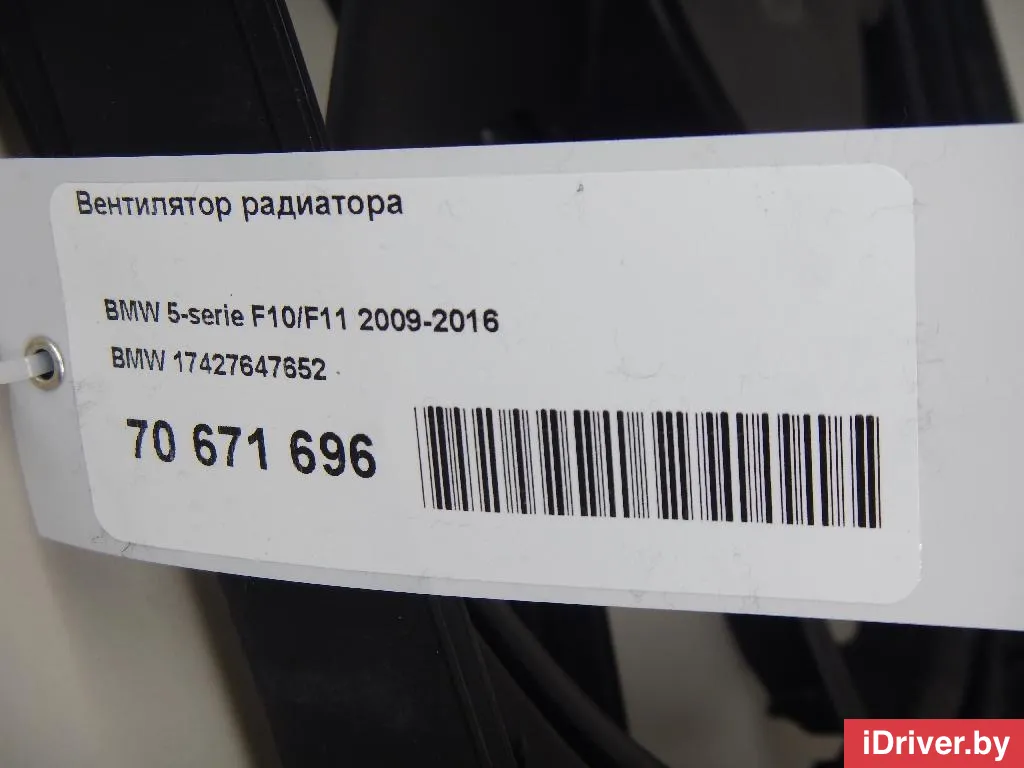 Вентилятор радиатора
BMW 5-serie F10/F11 2009-2016
BMW 17427647652
70 671 696
iDriver.by